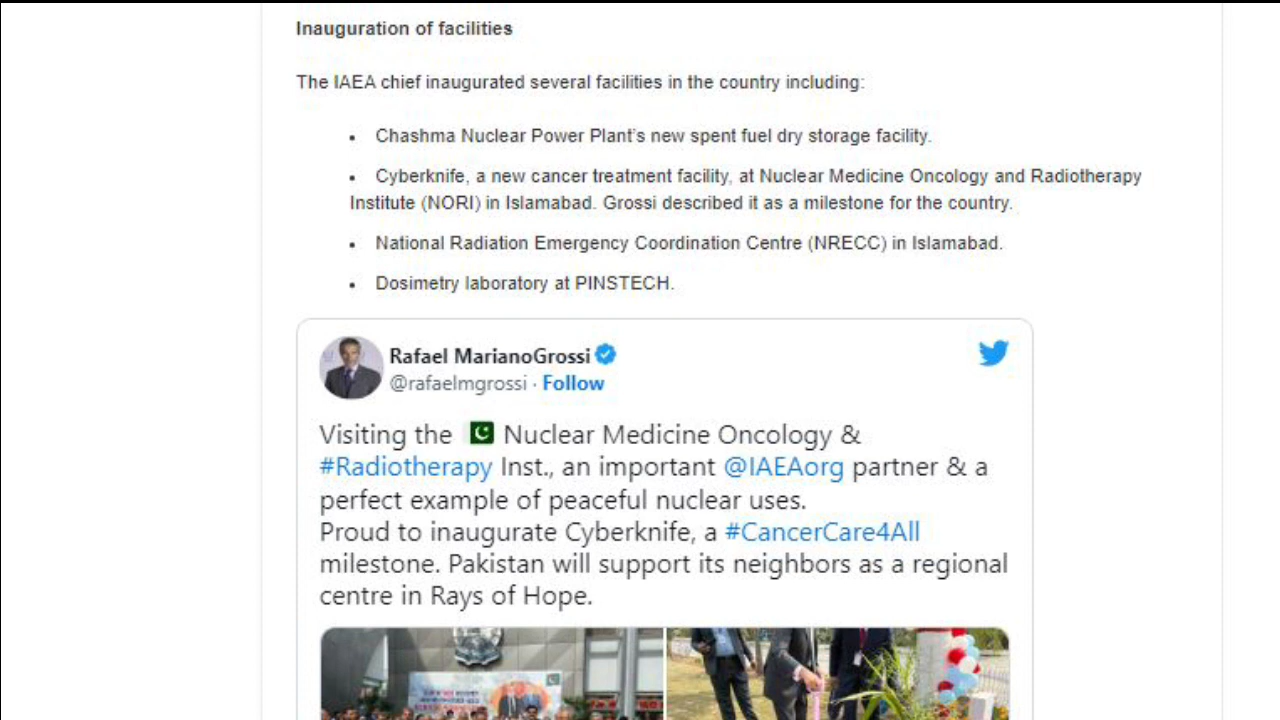 Inauguration of facilities
The IAEA chief inaugurated several facilities in the country including:
• Chashma Nuclear Power Plant's new spent fuel dry storage facility.
• Cyberknife, a new cancer treatment facility, at Nuclear Medicine Oncology and Radiotherapy
Institute (NORI) in Islamabad. Grossi described it as a milestone for the country.
• National Radiation Emergency Coordination Centre (NRECC) in Islamabad.
• Dosimetry laboratory at PINSTECH.
Rafael MarianoGrossi
@rafaelmgrossi · Follow
Visiting the 🇵🇰 Nuclear Medicine Oncology &
#Radiotherapy Inst., an important @IAEAorg partner & a
perfect example of peaceful nuclear uses.
Proud to inaugurate Cyberknife, a #CancerCare4All
milestone. Pakistan will support its neighbors as a regional
centre in Rays of Hope.